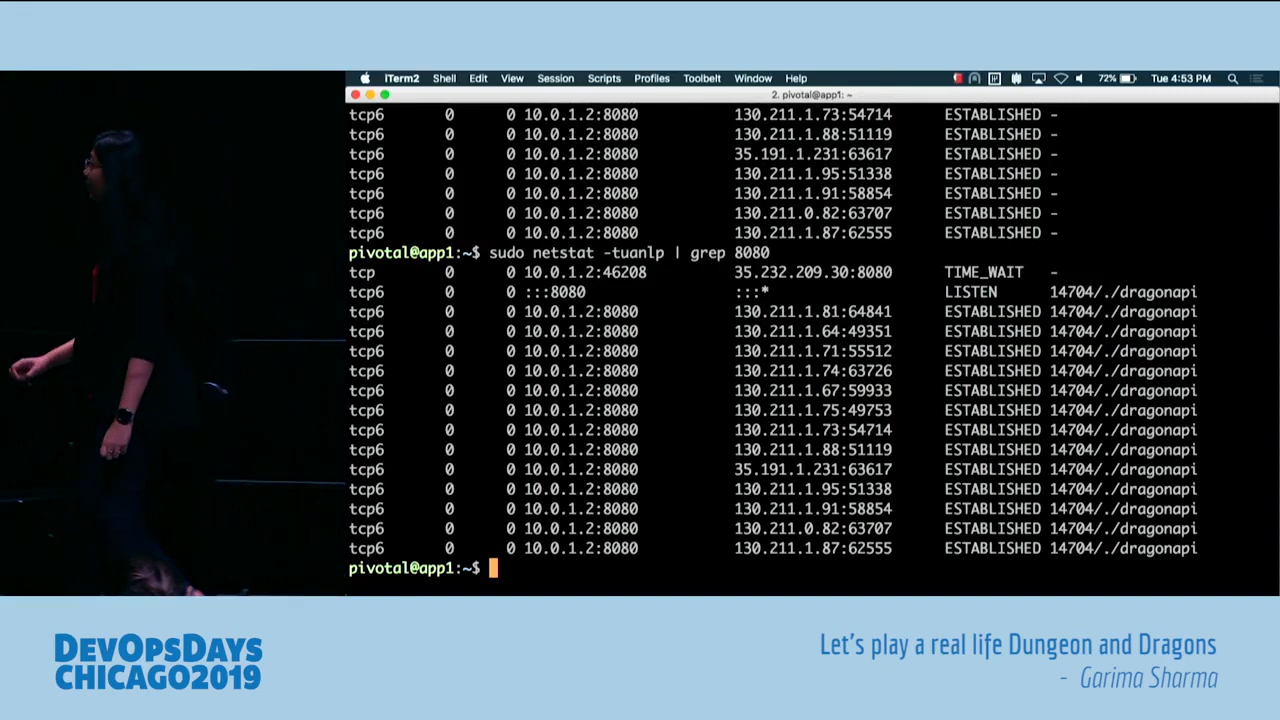 iTerm2 Shell Edit View Session Scripts Profiles Toolbelt Window Help 72% Tue 4:53 PM
2. pivotal@app1: ~
tcp6 0 0 10.0.1.2:8080 130.211.1.73:54714 ESTABLISHED -
tcp6 0 0 10.0.1.2:8080 130.211.1.88:51119 ESTABLISHED -
tcp6 0 0 10.0.1.2:8080 35.191.1.231:63617 ESTABLISHED -
tcp6 0 0 10.0.1.2:8080 130.211.1.95:51338 ESTABLISHED -
tcp6 0 0 10.0.1.2:8080 130.211.1.91:58854 ESTABLISHED -
tcp6 0 0 10.0.1.2:8080 130.211.0.82:63707 ESTABLISHED -
tcp6 0 0 10.0.1.2:8080 130.211.1.87:62555 ESTABLISHED -
pivotal@app1:~$ sudo netstat -tuanlp | grep 8080
tcp 0 0 10.0.1.2:46208 35.232.209.30:8080 TIME_WAIT -
tcp6 0 0 :::8080 :::* LISTEN 14704/./dragonapi
tcp6 0 0 10.0.1.2:8080 130.211.1.81:64841 ESTABLISHED 14704/./dragonapi
tcp6 0 0 10.0.1.2:8080 130.211.1.64:49351 ESTABLISHED 14704/./dragonapi
tcp6 0 0 10.0.1.2:8080 130.211.1.71:55512 ESTABLISHED 14704/./dragonapi
tcp6 0 0 10.0.1.2:8080 130.211.1.74:63726 ESTABLISHED 14704/./dragonapi
tcp6 0 0 10.0.1.2:8080 130.211.1.67:59933 ESTABLISHED 14704/./dragonapi
tcp6 0 0 10.0.1.2:8080 130.211.1.75:49753 ESTABLISHED 14704/./dragonapi
tcp6 0 0 10.0.1.2:8080 130.211.1.73:54714 ESTABLISHED 14704/./dragonapi
tcp6 0 0 10.0.1.2:8080 130.211.1.88:51119 ESTABLISHED 14704/./dragonapi
tcp6 0 0 10.0.1.2:8080 35.191.1.231:63617 ESTABLISHED 14704/./dragonapi
tcp6 0 0 10.0.1.2:8080 130.211.1.95:51338 ESTABLISHED 14704/./dragonapi
tcp6 0 0 10.0.1.2:8080 130.211.1.91:58854 ESTABLISHED 14704/./dragonapi
tcp6 0 0 10.0.1.2:8080 130.211.0.82:63707 ESTABLISHED 14704/./dragonapi
tcp6 0 0 10.0.1.2:8080 130.211.1.87:62555 ESTABLISHED 14704/./dragonapi
pivotal@app1:~$
DEVOPSDAYS
CHICAGO2019
Let's play a real life Dungeon and Dragons
- Garima Sharma